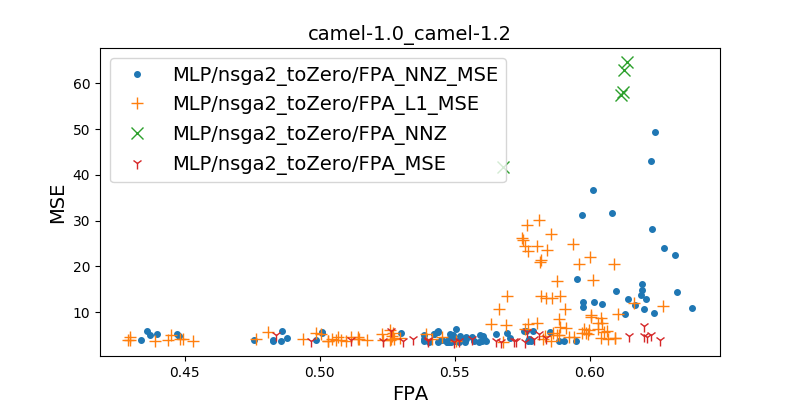 camel-1.0_camel-1.2
MLP/nsga2_toZero/FPA_NNZ_MSE
MLP/nsga2_toZero/FPA_L1_MSE
MLP/nsga2_toZero/FPA_NNZ
MLP/nsga2_toZero/FPA_MSE
MSE
60
50
40
30
20
10
0.45 0.50 0.55 0.60
FPA